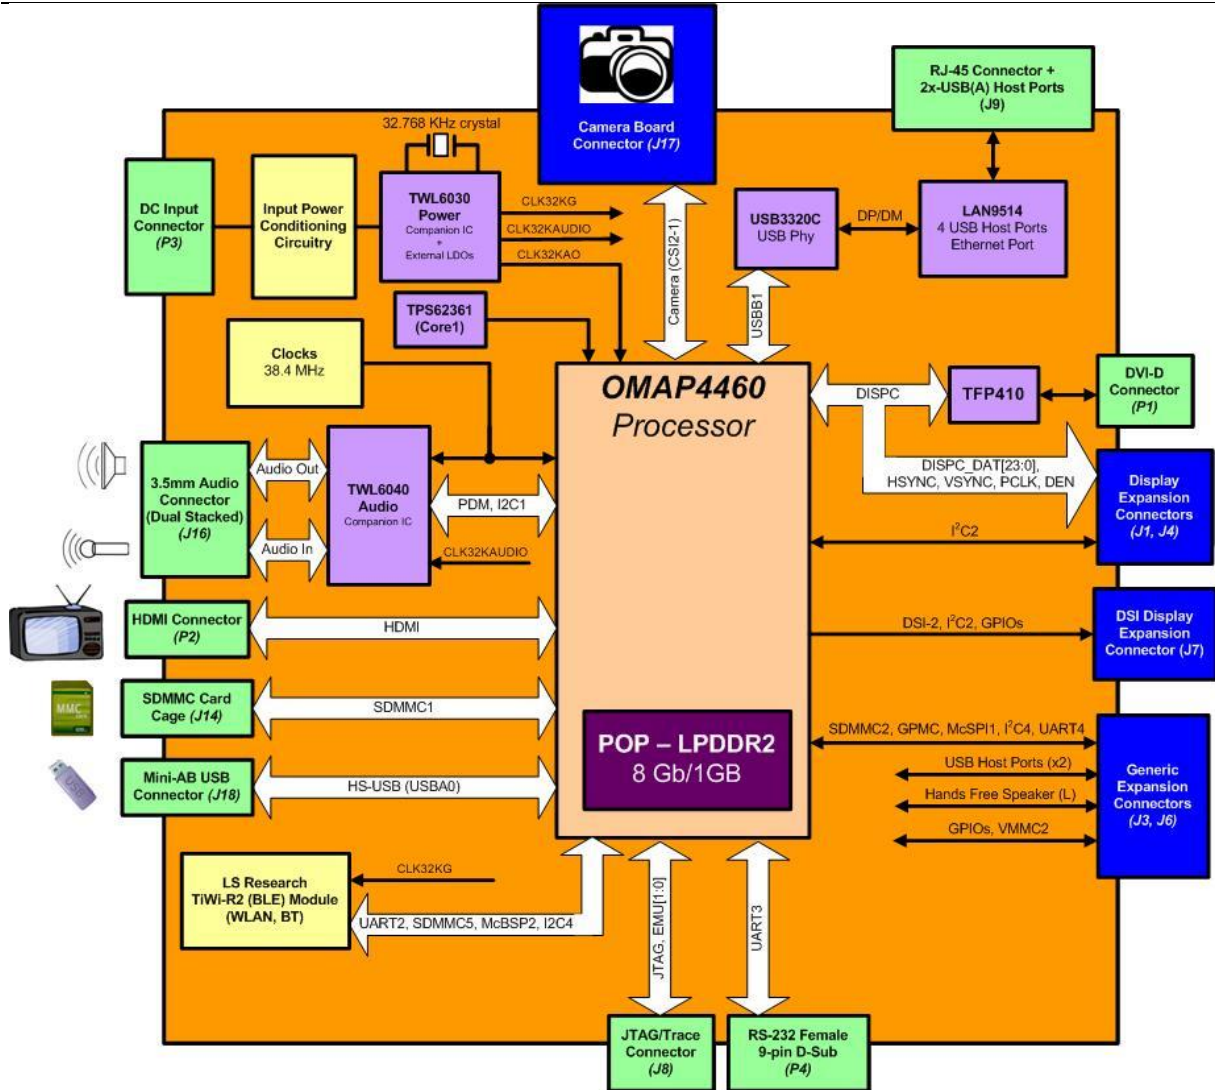 RJ-45 Connector +
2x-USB(A) Host Ports
(J9)
Camera Board
Connector (J17)
32.768 KHz crystal
DC Input
Connector
(P3)
Input Power
Conditioning
Circuitry
TWL6030
Power
Companion IC
+
External LDOs
CLK32KG
CLK32KAUDIO
CLK32KAO
Camera (CSI2-1)
USB3320C
USB Phy
DP/DM
LAN9514
4 USB Host Ports
Ethernet Port
USBB1
TPS62361
(Core1)
Clocks
38.4 MHz
OMAP4460
Processor
DISPC
TFP410
DVI-D
Connector
(P1)
3.5mm Audio
Connector
(Dual Stacked)
(J16)
Audio Out
Audio In
TWL6040
Audio
Companion IC
PDM, I2C1
CLK32KAUDIO
DISPC_DAT[23:0],
HSYNC, VSYNC, PCLK, DEN
I²C2
Display
Expansion
Connectors
(J1, J4)
HDMI Connector
(P2)
HDMI
DSI-2, I²C2, GPIOs
DSI Display
Expansion
Connector (J7)
MMC
SDMMC Card
Cage (J14)
SDMMC1
POP – LPDDR2
8 Gb/1GB
SDMMC2, GPMC, McSPI1, I²C4, UART4
USB Host Ports (x2)
Hands Free Speaker (L)
GPIOs, VMMC2
Generic
Expansion
Connectors
(J3, J6)
USB
Mini-AB USB
Connector (J18)
HS-USB (USBA0)
LS Research
TiWi-R2 (BLE) Module
(WLAN, BT)
CLK32KG
UART2, SDMMC5, McBSP2, I2C4
JTAG, EMU[1:0]
UART3
JTAG/Trace
Connector
(J8)
RS-232 Female
9-pin D-Sub
(P4)